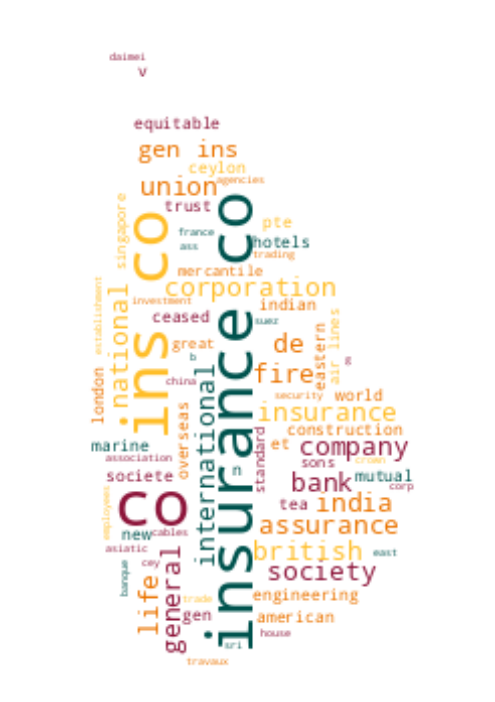 daimei
v
equitable
gen ins
ceylon
union
agencies
trust
singapore
ins co
insurance co
pte
france
hotels
ass
trading
mercantile
corporation
establishment
national
investment
indian
ceased
suez
eastern
air lines
great
de
b
fire
g
china
london
overseas
international
security
world
insurance
construction
marine
et
company
association
standard
sons
crown
n
societe
bank
mutual
corp
co
tea
india
employees
assurance
new
cables
asiatic
british
east
banque
cey
society
life
general
trade
engineering
gen
american
house
sri
travaux